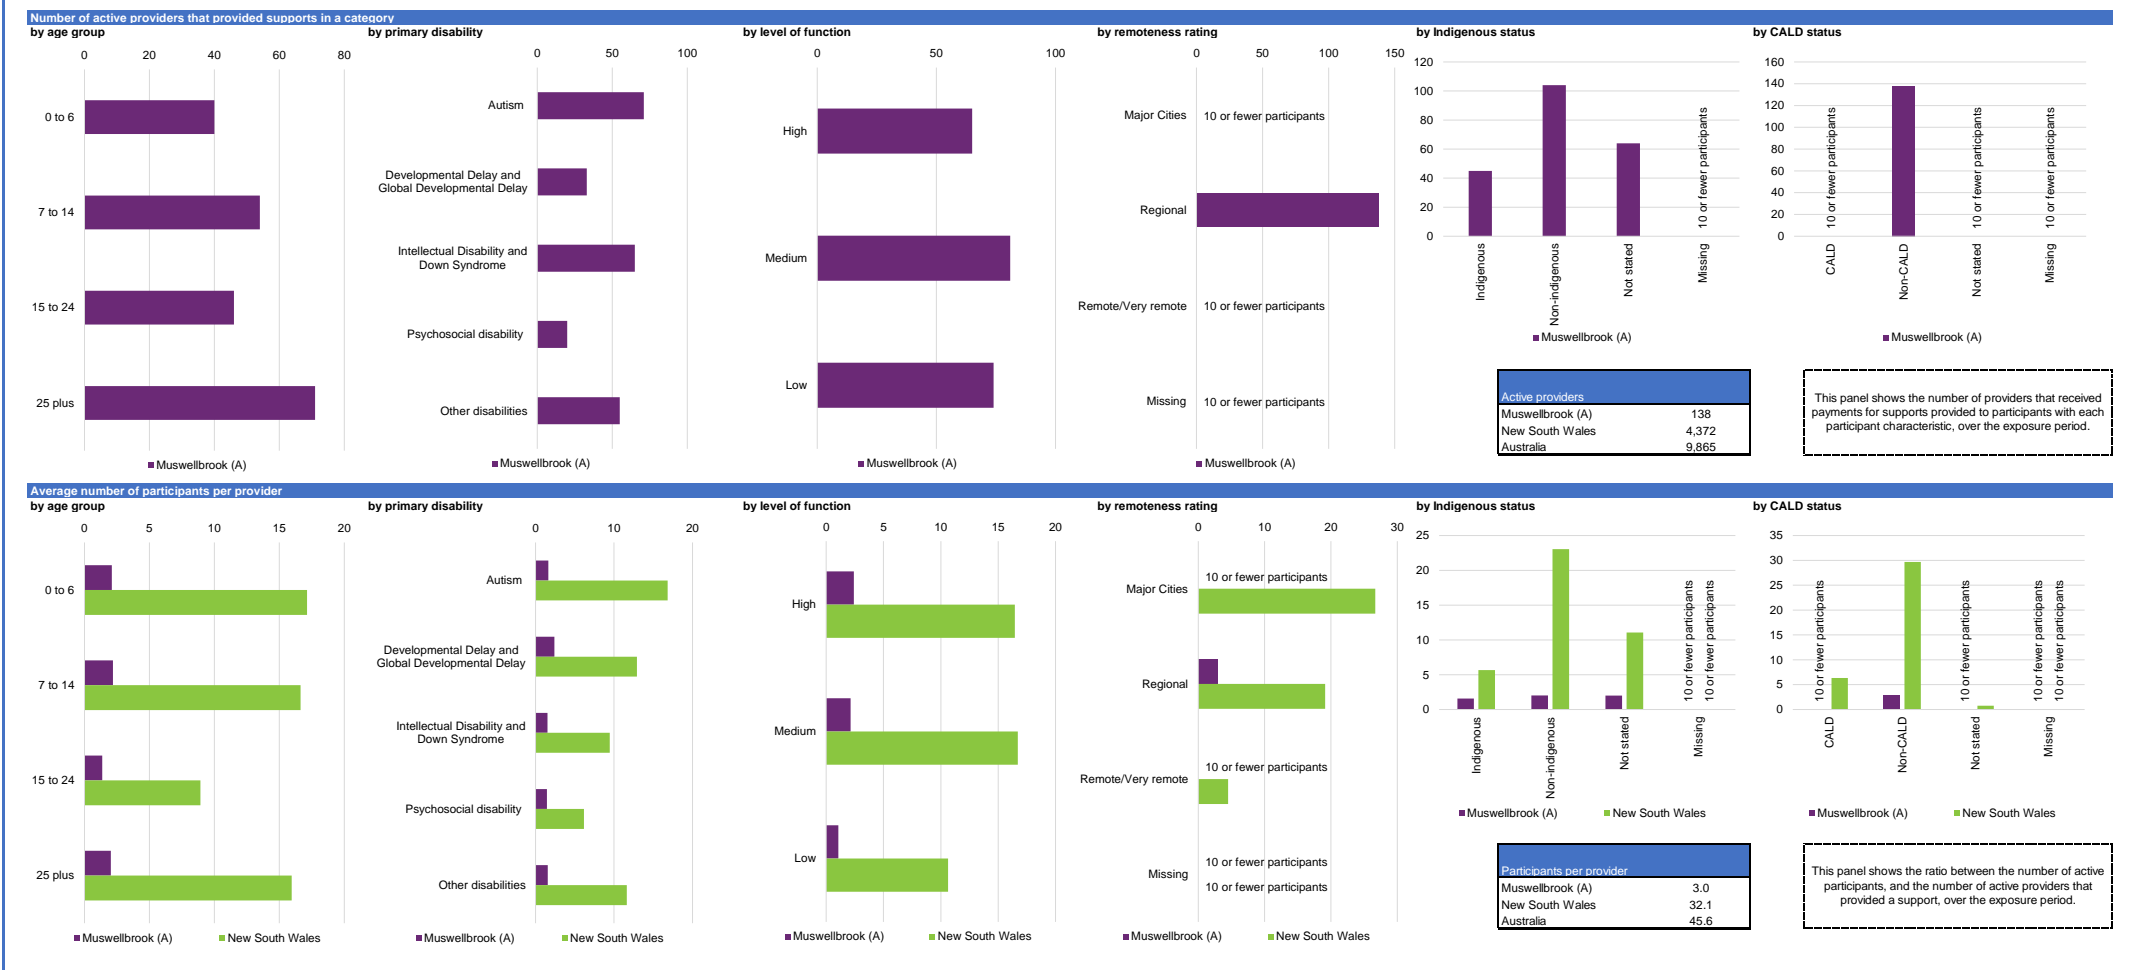 Number of active providers that provided supports in a category
by age group
0 20 40 60 80
0 to 6
7 to 14
15 to 24
25 plus
Muswellbrook (A)
by primary disability
0 50 100
Autism
Developmental Delay and
Global Developmental Delay
Intellectual Disability and
Down Syndrome
Psychosocial disability
Other disabilities
Muswellbrook (A)
by level of function
0 50 100
High
Medium
Low
Muswellbrook (A)
by remoteness rating
0 50 100 150
Major Cities 10 or fewer participants
Regional
Remote/Very remote 10 or fewer participants
Missing 10 or fewer participants
Muswellbrook (A)
by Indigenous status
120
100
80
60
40
20
0
10 or fewer participants
Indigenous
Non-indigenous
Not stated
Missing
Muswellbrook (A)
by CALD status
160
140
120
100
80
60
40
20
0
10 or fewer participants
10 or fewer participants
10 or fewer participants
CALD
Non-CALD
Not stated
Missing
Muswellbrook (A)
Active providers
Muswellbrook (A) 138
New South Wales 4,372
Australia 9,865
This panel shows the number of providers that received
payments for supports provided to participants with each
participant characteristic, over the exposure period.
Average number of participants per provider
by age group
0 5 10 15 20
0 to 6
7 to 14
15 to 24
25 plus
Muswellbrook (A) New South Wales
by primary disability
0 10 20
Autism
Developmental Delay and
Global Developmental Delay
Intellectual Disability and
Down Syndrome
Psychosocial disability
Other disabilities
Muswellbrook (A) New South Wales
by level of function
0 5 10 15 20
High
Medium
Low
Muswellbrook (A) New South Wales
by remoteness rating
0 10 20 30
10 or fewer participants
Major Cities
Regional
10 or fewer participants
Remote/Very remote
10 or fewer participants
Missing
10 or fewer participants
Muswellbrook (A) New South Wales
by Indigenous status
25
20
15
10
5
0
10 or fewer participants
10 or fewer participants
Indigenous
Non-indigenous
Not stated
Missing
Muswellbrook (A) New South Wales
by CALD status
35
30
25
20
15
10
5
0
10 or fewer participants
10 or fewer participants
10 or fewer participants
10 or fewer participants
CALD
Non-CALD
Not stated
Missing
Muswellbrook (A) New South Wales
Participants per provider
Muswellbrook (A) 3.0
New South Wales 32.1
Australia 45.6
This panel shows the ratio between the number of active
participants, and the number of active providers that
provided a support, over the exposure period.